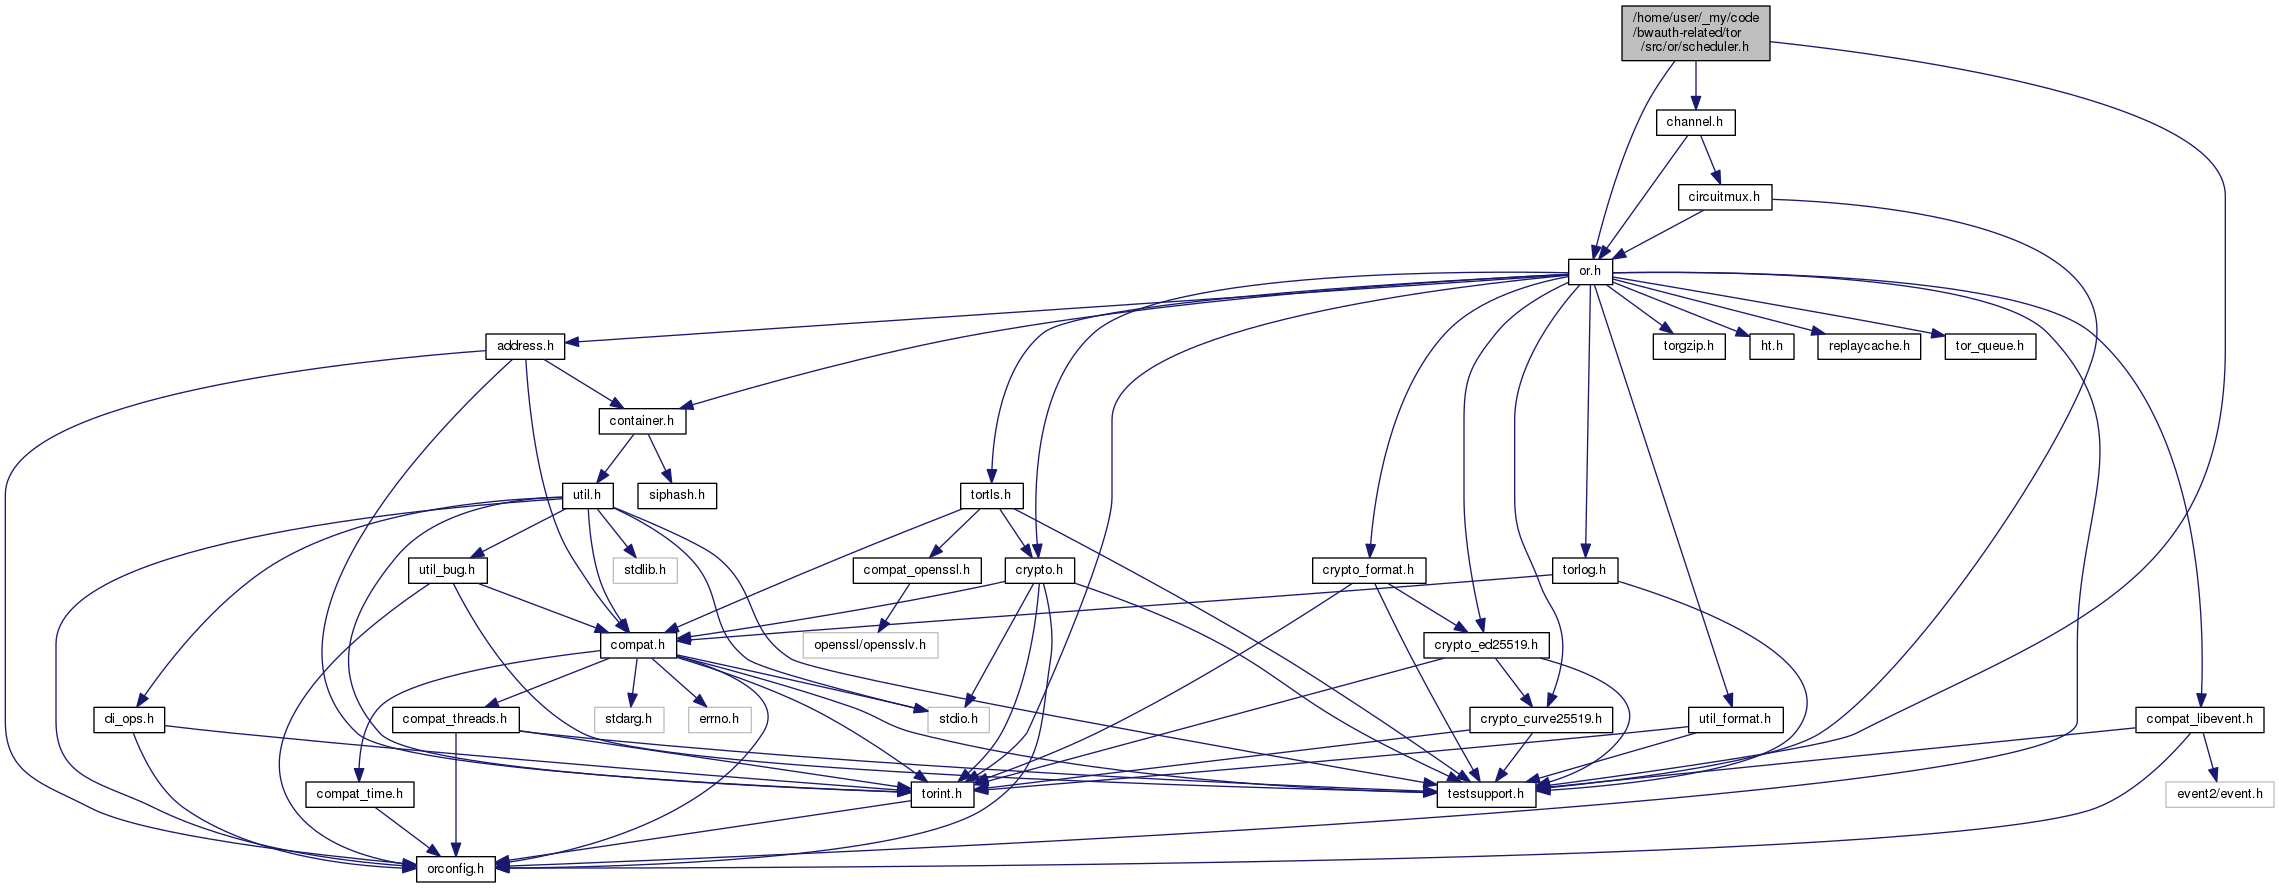 /home/user/_my/code
/bwauth-related/tor
/src/or/scheduler.h
channel.h
circuitmux.h
or.h
address.h
torgzip.h
ht.h
replaycache.h
tor_queue.h
container.h
util.h
siphash.h
tortls.h
util_bug.h
stdlib.h
compat_openssl.h
crypto.h
crypto_format.h
torlog.h
compat.h
openssl/opensslv.h
crypto_ed25519.h
di_ops.h
compat_threads.h
stdarg.h
errno.h
stdio.h
crypto_curve25519.h
util_format.h
compat_libevent.h
compat_time.h
torint.h
testsupport.h
event2/event.h
orconfig.h